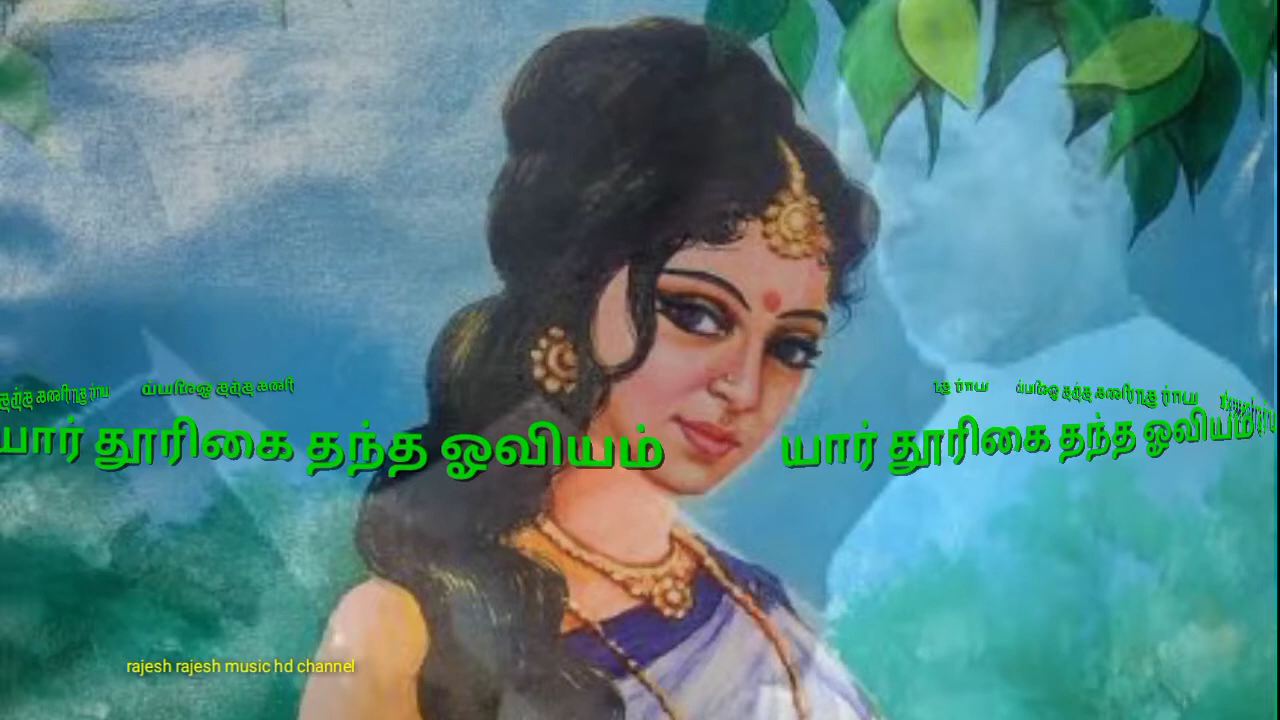 யார் தூரிகை தந்த ஓவியம் யார் தூரிகை தந்த ஓவியம்
rajesh rajesh music hd channel